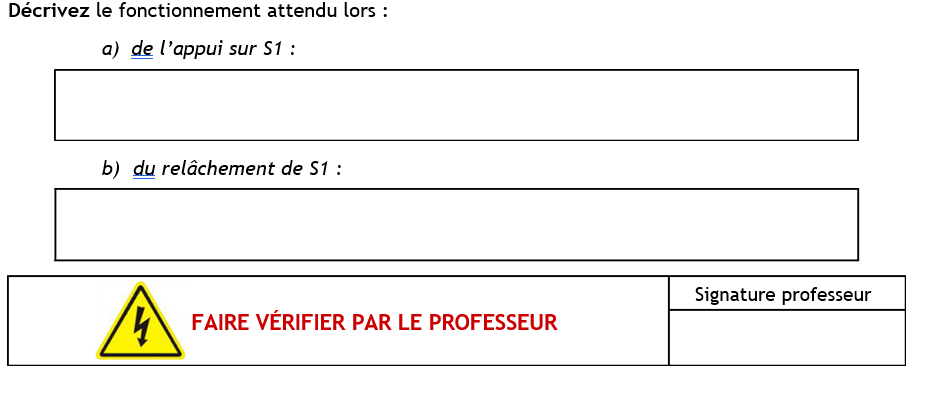 Décrivez le fonctionnement attendu lors :
a) de l’appui sur S1 :
b) du relâchement de S1 :
FAIRE VÉRIFIER PAR LE PROFESSEUR
Signature professeur